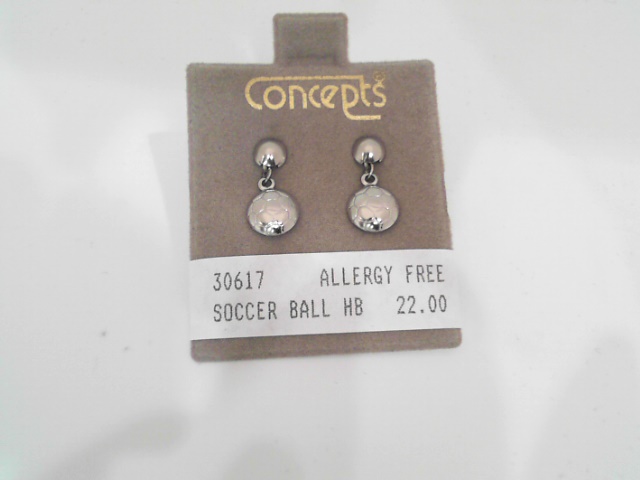 Concepts
30617 ALLERGY FREE
SOCCER BALL HB 22.00